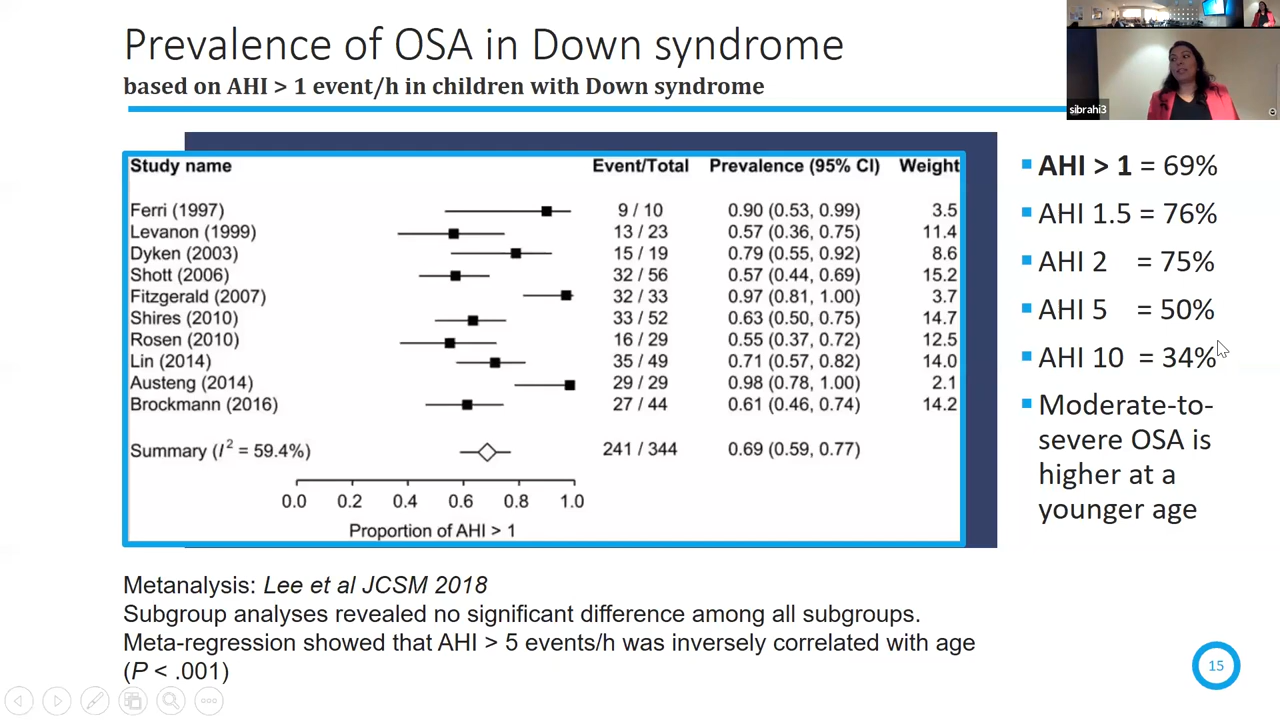 Prevalence of OSA in Down syndrome
based on AHI > 1 event/h in children with Down syndrome
sibrahi3
Study name Event/Total Prevalence (95% CI) Weight
Ferri (1997) 9 / 10 0.90 (0.53, 0.99) 3.5
Levanon (1999) 13 / 23 0.57 (0.36, 0.75) 11.4
Dyken (2003) 15 / 19 0.79 (0.55, 0.92) 8.6
Shott (2006) 32 / 56 0.57 (0.44, 0.69) 15.2
Fitzgerald (2007) 32 / 33 0.97 (0.81, 1.00) 3.7
Shires (2010) 33 / 52 0.63 (0.50, 0.75) 14.7
Rosen (2010) 16 / 29 0.55 (0.37, 0.72) 12.5
Lin (2014) 35 / 49 0.71 (0.57, 0.82) 14.0
Austeng (2014) 29 / 29 0.98 (0.78, 1.00) 2.1
Brockmann (2016) 27 / 44 0.61 (0.46, 0.74) 14.2
Summary (I² = 59.4%) 241 / 344 0.69 (0.59, 0.77)
0.0 0.2 0.4 0.6 0.8 1.0
Proportion of AHI > 1
AHI > 1 = 69%
AHI 1.5 = 76%
AHI 2 = 75%
AHI 5 = 50%
AHI 10 = 34%
Moderate-to-
severe OSA is
higher at a
younger age
Metanalysis: Lee et al JCSM 2018
Subgroup analyses revealed no significant difference among all subgroups.
Meta-regression showed that AHI > 5 events/h was inversely correlated with age
(P < .001)
15